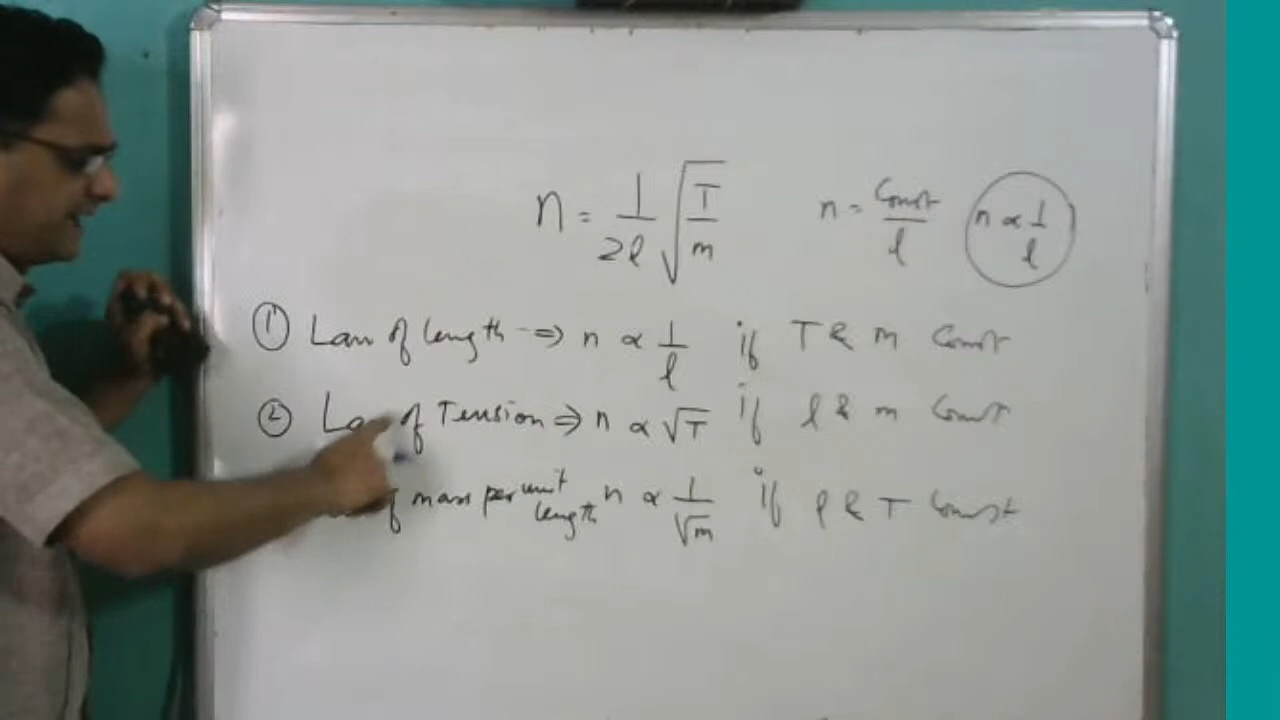 n = 1/2l √(T/m) n = Const/l n ∝ 1/l
① Law of length ⇒ n ∝ 1/l if T & m Const
② Law of Tension ⇒ n ∝ √T if l & m Const
of mass per unit length n ∝ 1/√m if l & T Const